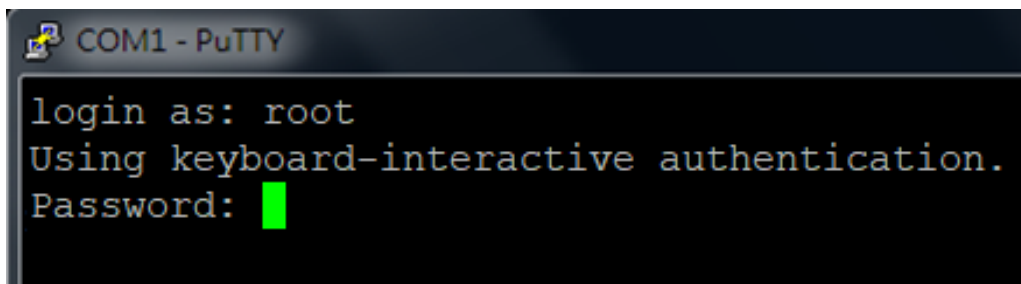 COM1 - PuTTY
login as: root
Using keyboard-interactive authentication.
Password: